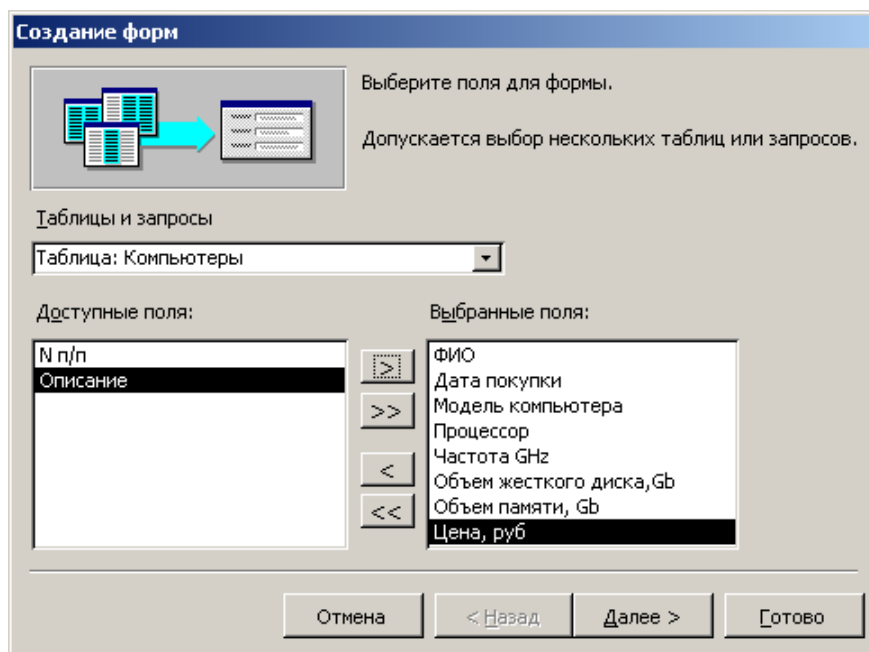 Создание форм
Выберите поля для формы.
Допускается выбор нескольких таблиц или запросов.
Таблицы и запросы
Таблица: Компьютеры
Доступные поля:
N п/п
Описание
>
>>
<
<<
Выбранные поля:
ФИО
Дата покупки
Модель компьютера
Процессор
Частота GHz
Объем жесткого диска,Gb
Объем памяти, Gb
Цена, руб
Отмена
< Назад
Далее >
Готово